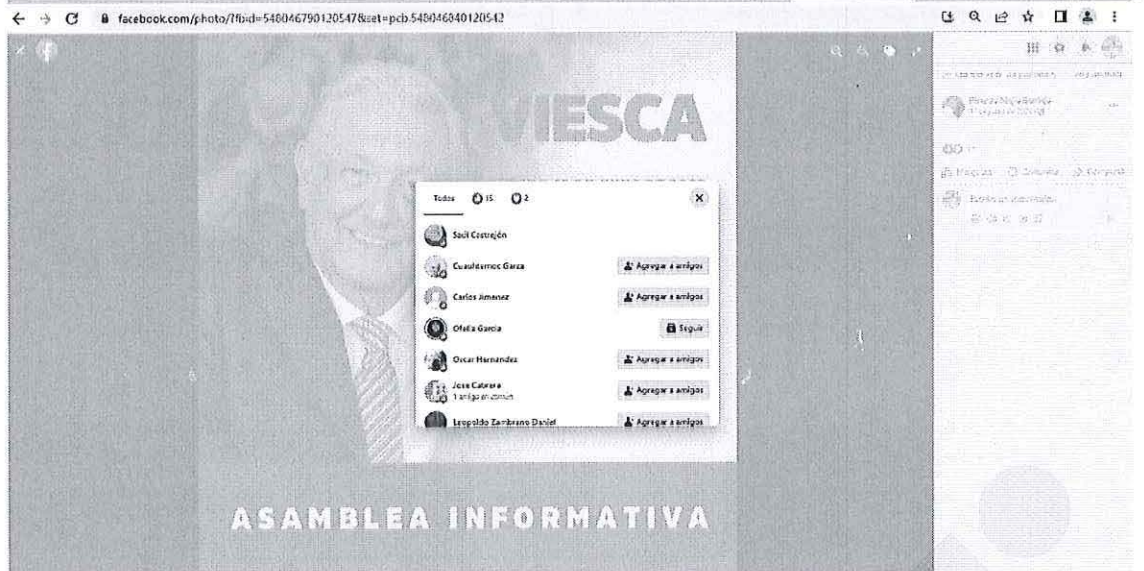 facebook.com/photo/?fbid=548046790120547&set=pcb.548046840120542
VIESCA
Todos 15 2
Saúl Castrejón
Cuauhtemoc Garza
Agregar a amigos
Carlos Jimenez
Agregar a amigos
Ofelia Garcia
Seguir
Oscar Hernandez
Agregar a amigos
Jose Cabrera
1 amigo en común
Agregar a amigos
Leopoldo Zambrano Daniel
Agregar a amigos
ASAMBLEA INFORMATIVA